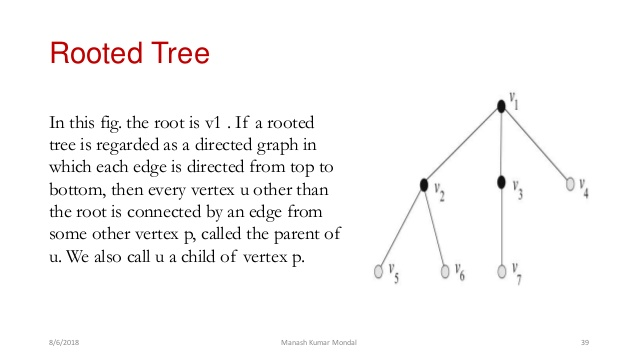 Rooted Tree
In this fig. the root is v1 . If a rooted
tree is regarded as a directed graph in
which each edge is directed from top to
bottom, then every vertex u other than
the root is connected by an edge from
some other vertex p, called the parent of
u. We also call u a child of vertex p.
v1
v2
v3
v4
v5
v6
v7
8/6/2018
Manash Kumar Mondal
39